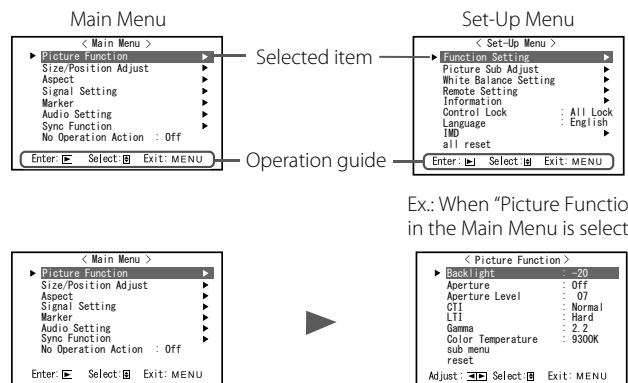 Main Menu
< Main Menu >
Picture Function
Size/Position Adjust
Aspect
Signal Setting
Marker
Audio Setting
Sync Function
No Operation Action : Off
Enter: Select: Exit: MENU
Selected item
Operation guide
Set-Up Menu
< Set-Up Menu >
Function Setting
Picture Sub Adjust
White Balance Setting
Remote Setting
Information
Control Lock : All Lock
Language : English
IMD
all reset
Enter: Select: Exit: MENU
Ex.: When “Picture Functio
in the Main Menu is select
< Main Menu >
Picture Function
Size/Position Adjust
Aspect
Signal Setting
Marker
Audio Setting
Sync Function
No Operation Action : Off
Enter: Select: Exit: MENU
< Picture Function >
Backlight : -20
Aperture : Off
Aperture Level : 07
CTI : Normal
LTI : Hard
Gamma : 2.2
Color Temperature : 9300K
sub menu
reset
Adjust: Select: Exit: MENU